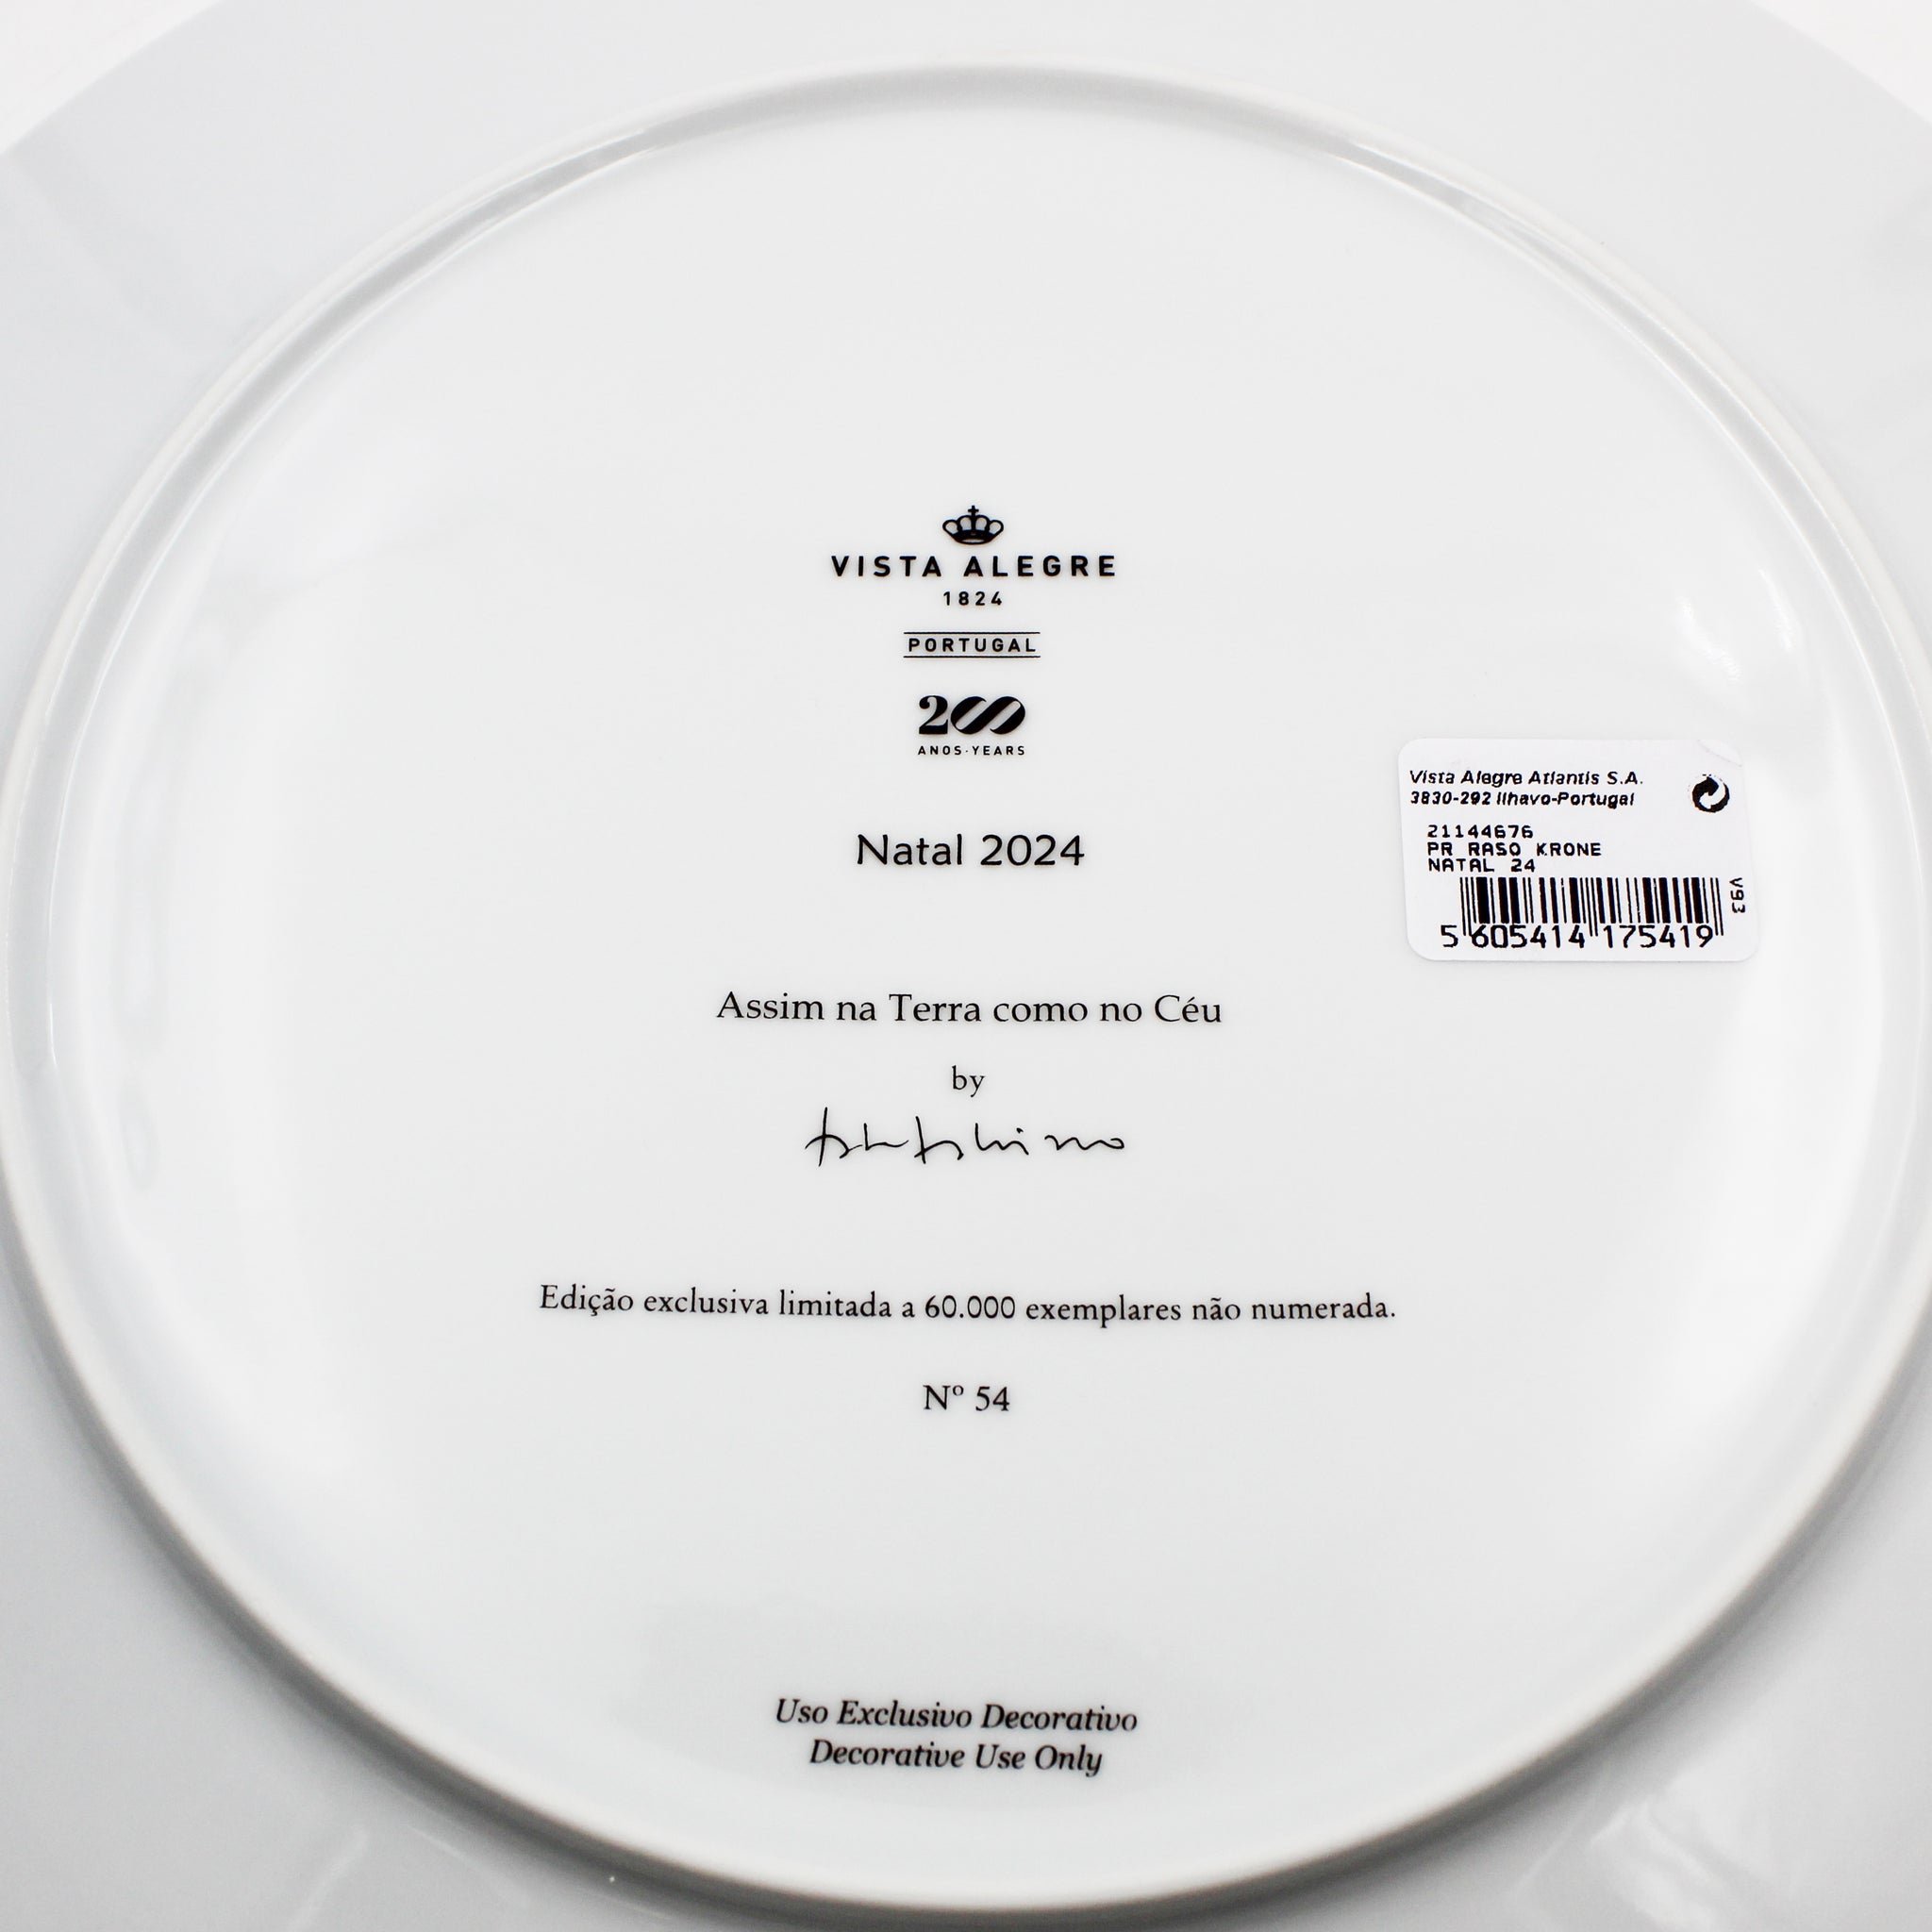 VISTA ALEGRE
1824
PORTUGAL
200
ANOS·YEARS
Natal 2024
Vista Alegre Atlantis S.A.
3830-292 Ilhavo-Portugal
21144676
PR RASO KRONE
NATAL 24
V93
5 605414 175419
Assim na Terra como no Céu
by
Edição exclusiva limitada a 60.000 exemplares não numerada.
Nº 54
Uso Exclusivo Decorativo
Decorative Use Only